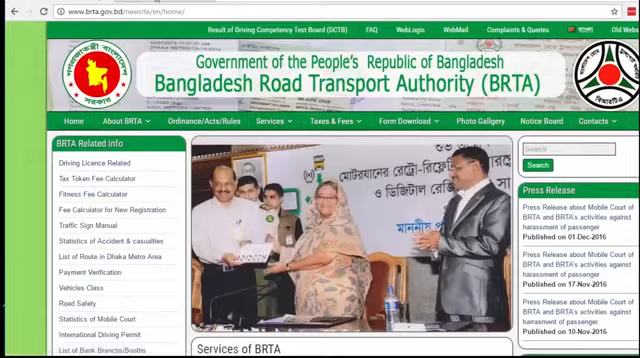 www.brta.gov.bd/newsite/en/home/
Result of Driving Competency Test Board (DCTB) FAQ WebLogin WebMail Complaints & Queries বাংলা Old Webs
Government of the People's Republic of Bangladesh
Bangladesh Road Transport Authority (BRTA)
Home About BRTA Ordinance/Acts/Rules Services Taxes & Fees Form Download Photo Gallgery Notice Board Contacts
BRTA Related Info
Driving Licence Related
Tax Token Fee Calculator
Fitness Fee Calculator
Fee Calculator for New Registration
Traffic Sign Manual
Statistics of Accident & casualties
List of Route in Dhaka Metro Area
Payment Verification
Vehicles Class
Road Safety
Statistics of Mobile Court
International Driving Permit
List of Bank Branchs/Booths
মোটরযানের রেট্রো-রিফ্লে
ও ডিজিটাল রেজি
মাননীয়
Services of BRTA
Search
Search
Press Release
Press Release about Mobile Court of
BRTA and BRTA's activities against
harassment of passenger
Published on 01-Dec-2016
Press Release about Mobile Court of
BRTA and BRTA's activities against
harassment of passenger
Published on 17-Nov-2016
Press Release about Mobile Court of
BRTA and BRTA's activities against
harassment of passenger
Published on 10-Nov-2016